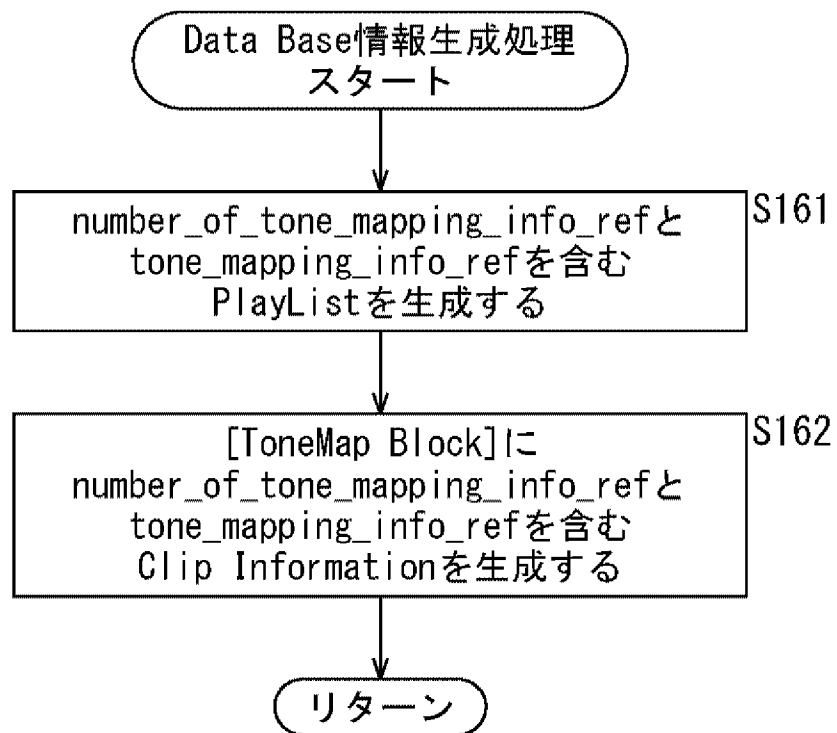 Data Base情報生成処理
スタート
number_of_tone_mapping_info_refと
tone_mapping_info_refを含む
PlayListを生成する
S161
[ToneMap Block]に
number_of_tone_mapping_info_refと
tone_mapping_info_refを含む
Clip Informationを生成する
S162
リターン